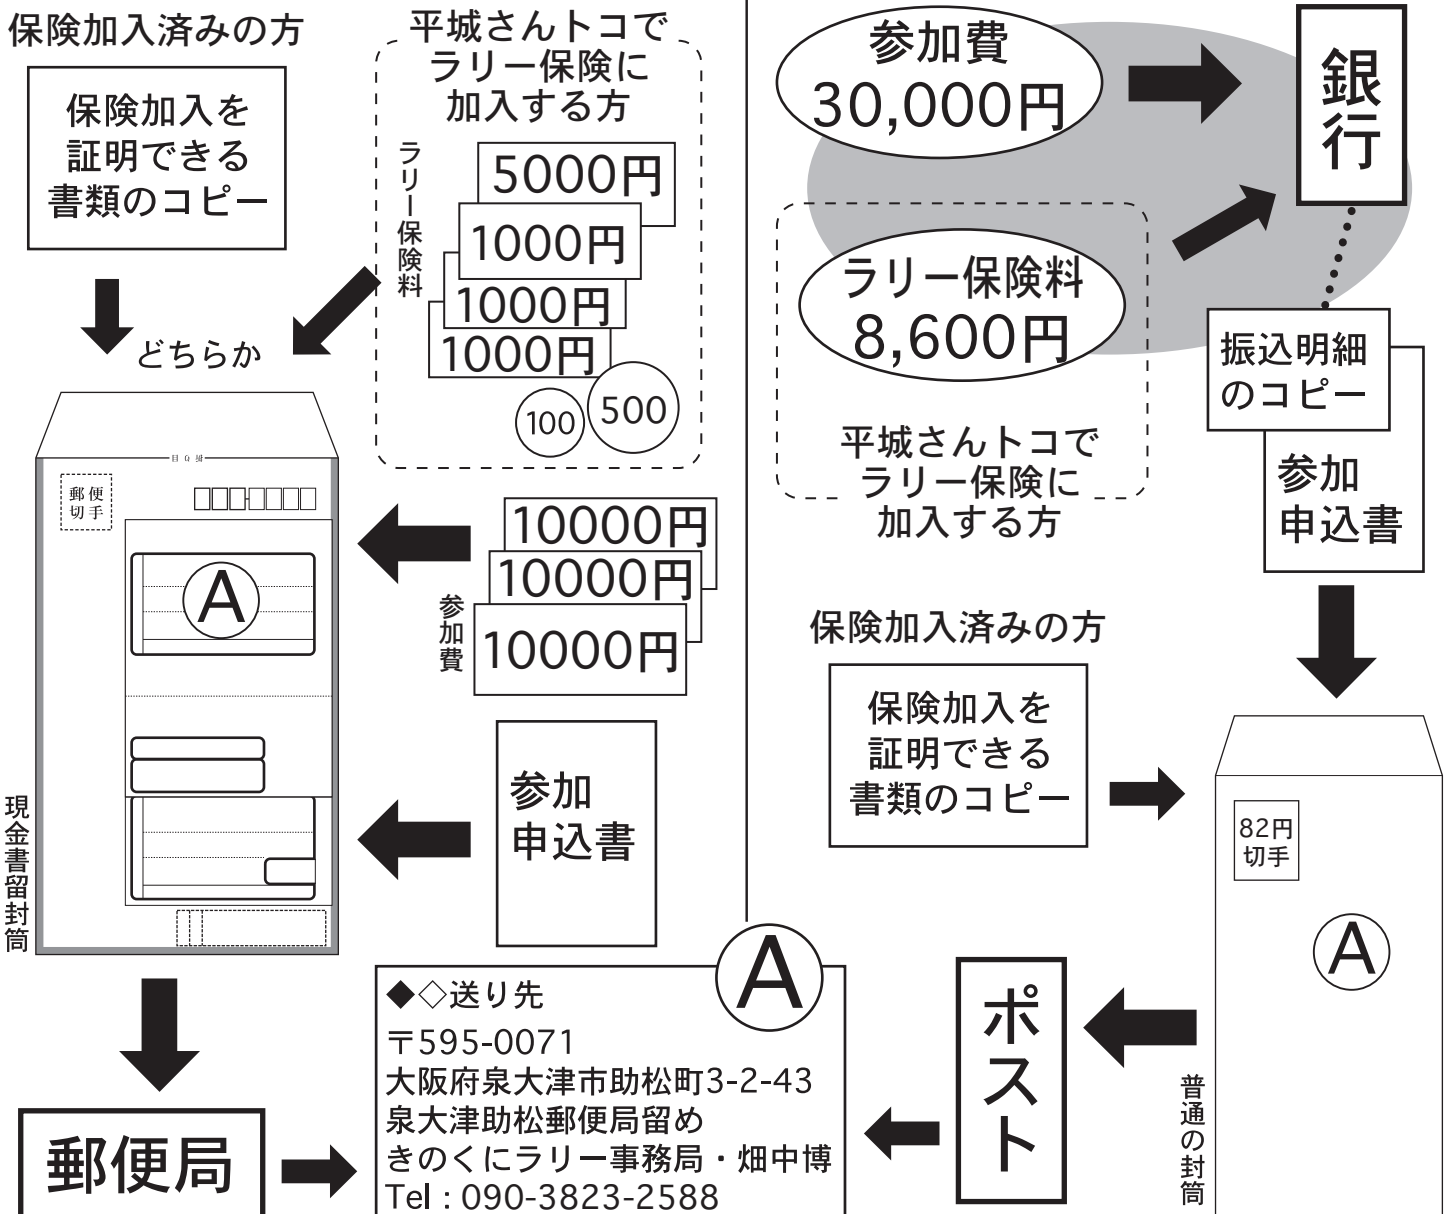 保険加入済みの方
保険加入を
証明できる
書類のコピー
平城さんトコで
ラリー保険に
加入する方
ラリー保険料
5000円
1000円
1000円
1000円
100
500
どちらか
郵便
切手
A
現金書留封筒
10000円
10000円
10000円
参加費
参加
申込書
郵便局
参加費
30,000円
銀行
ラリー保険料
8,600円
平城さんトコで
ラリー保険に
加入する方
振込明細
のコピー
参加
申込書
保険加入済みの方
保険加入を
証明できる
書類のコピー
82円
切手
A
普通の封筒
ポスト
A
◆◇送り先
〒595-0071
大阪府泉大津市助松町3-2-43
泉大津助松郵便局留め
きのくにラリー事務局・畑中博
Tel : 090-3823-2588